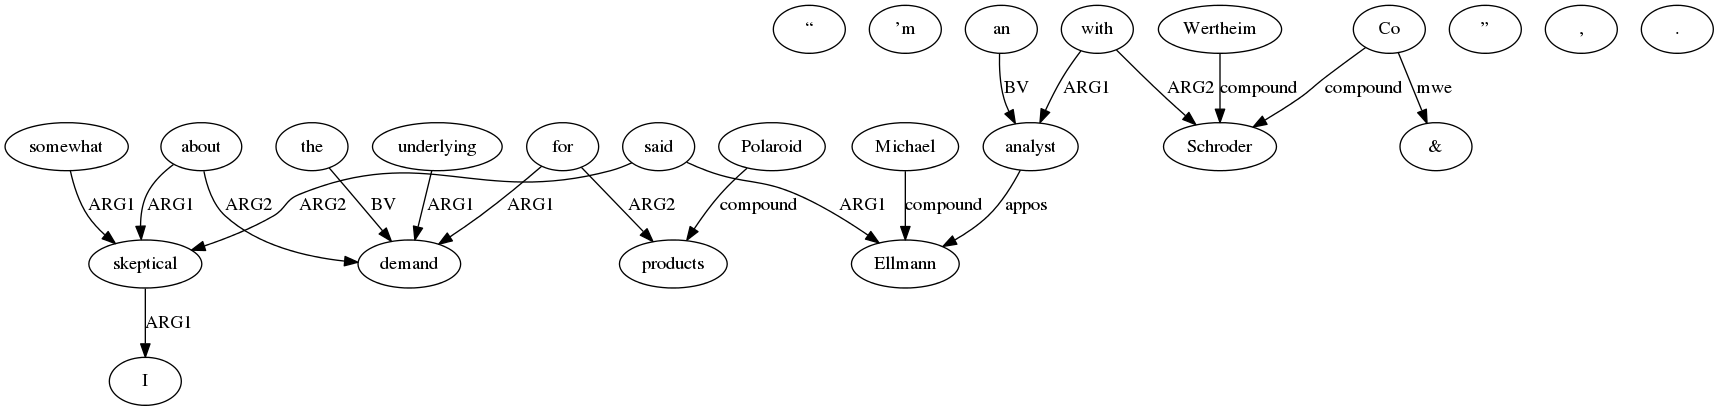 “ ’m an with Wertheim Co ” , .
BV ARG1 ARG2 compound compound mwe
somewhat about the underlying for said Polaroid Michael analyst Schroder &
ARG1 ARG1 ARG2 BV ARG1 ARG2 ARG1 ARG2 compound ARG1 compound appos
skeptical demand products Ellmann
ARG1
I